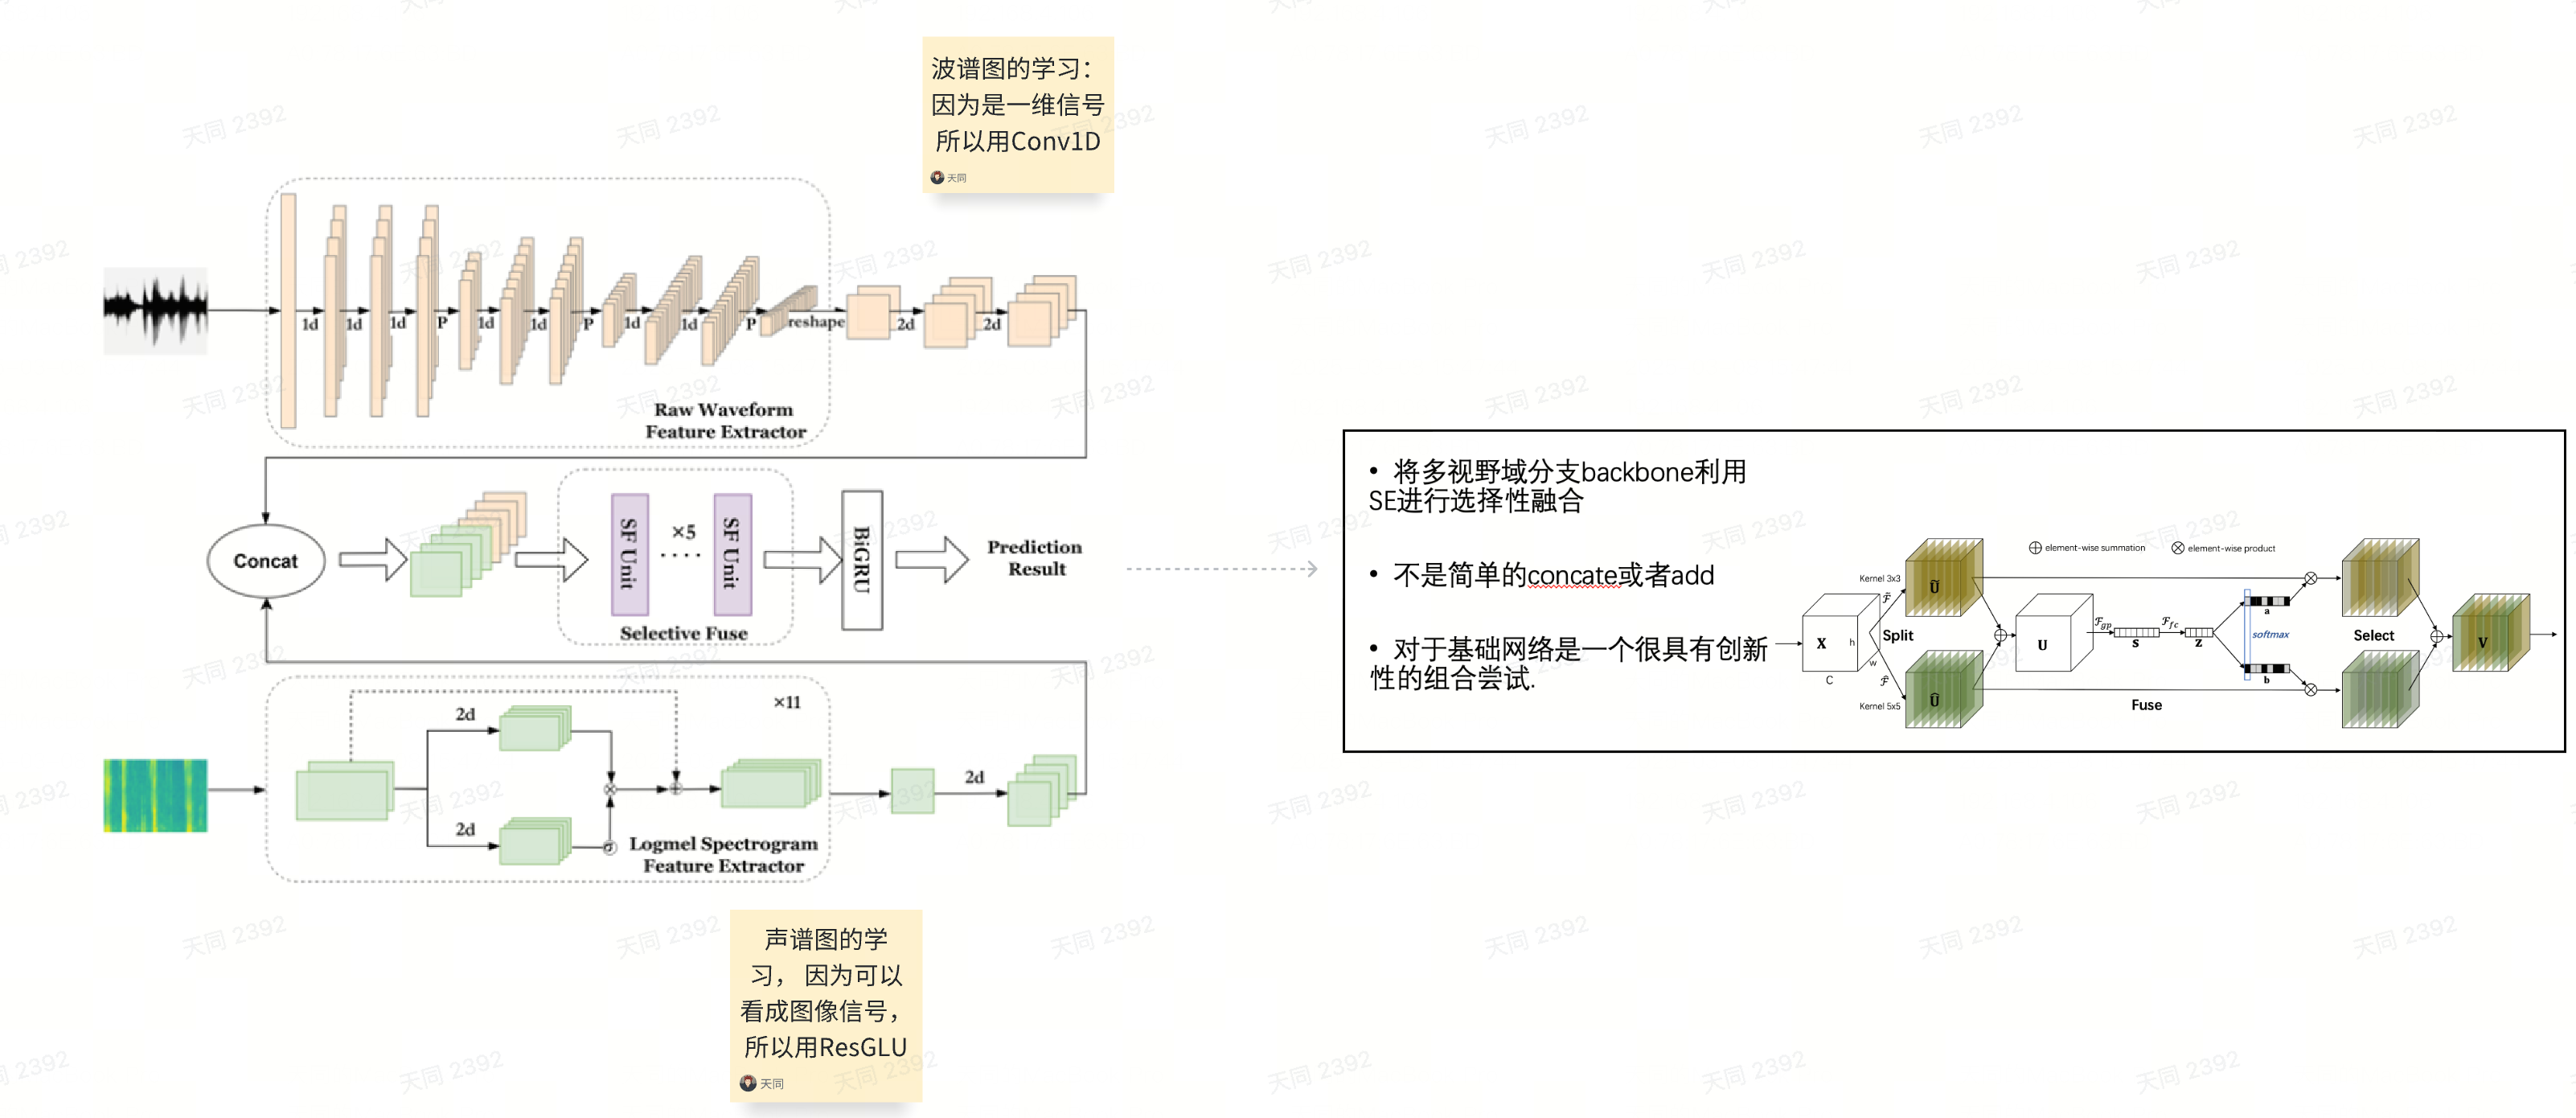 波谱图的学习：
因为是一维信号
所以用Conv1D
天同
1d
1d
1d
P
1d
1d
P
1d
1d
P
reshape
2d
2d
Raw Waveform
Feature Extractor
Concat
SF Unit
×5
....
SF Unit
Selective Fuse
BiGRU
Prediction
Result
×11
2d
2d
σ
Logmel Spectrogram
Feature Extractor
2d
声谱图的学
习， 因为可以
看成图像信号，
所以用ResGLU
天同
• 将多视野域分支backbone利用
SE进行选择性融合
• 不是简单的concate或者add
• 对于基础网络是一个很具有创新
性的组合尝试.
element-wise summation
element-wise product
Kernel 3x3
Ũ
F̃
X
h
w
C
Split
F̂
Kernel 5x5
Û
U
F_gp
s
F_fc
z
a
softmax
b
Fuse
Select
V
天同 2392